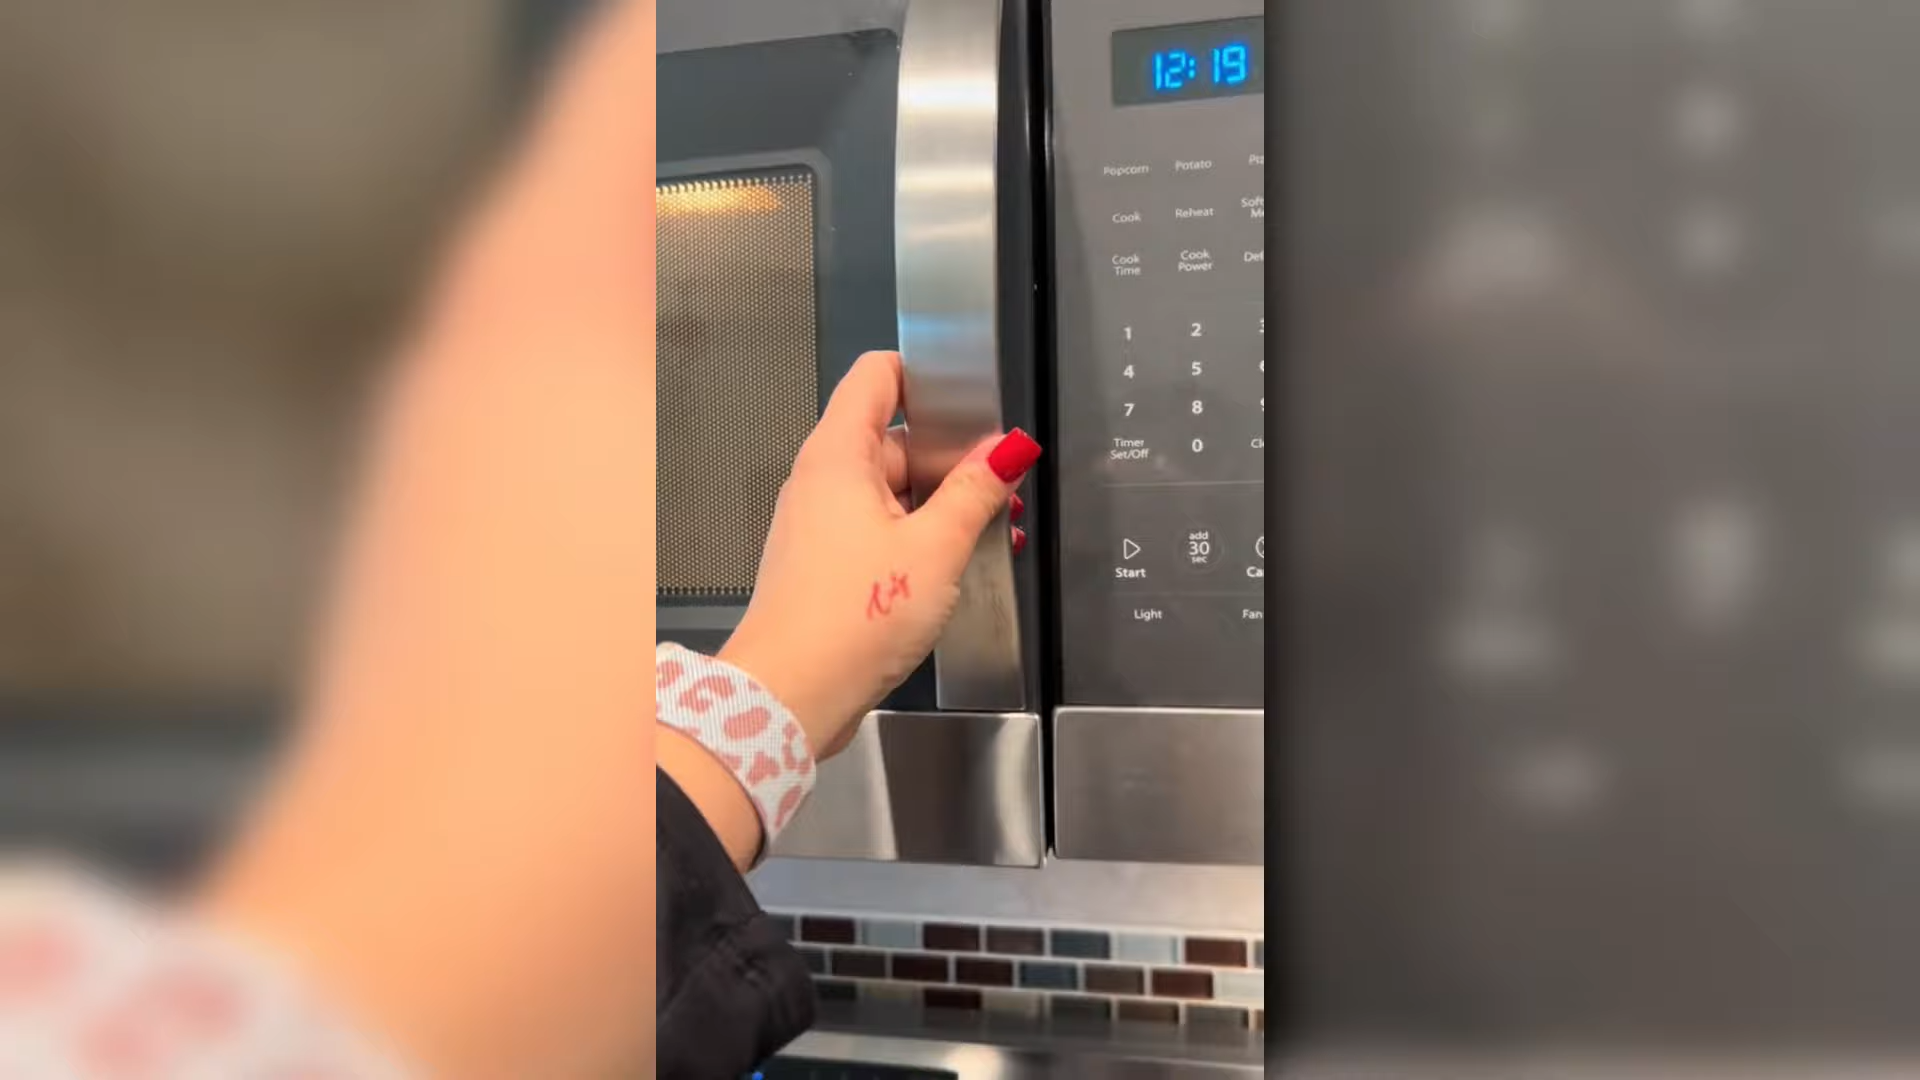 12:19
Popcorn Potato
Cook Reheat
Cook Time Cook Power
1 2
4 5
7 8
Timer Set/Off 0
Start add 30 sec
Light Fan